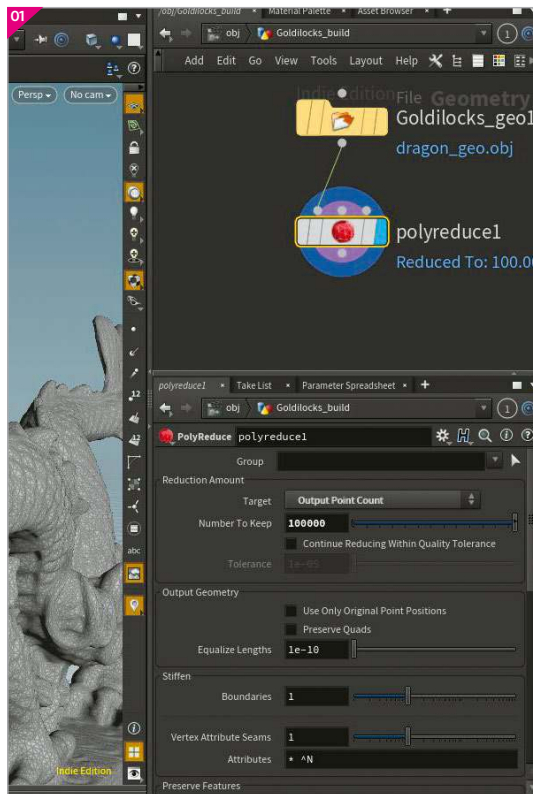 01
/obj/Goldilocks_build
Material Palette
Asset Browser
obj
Goldilocks_build
1
Add Edit Go View Tools Layout Help
Persp
No cam
Indie Edition
Geometry
File
Goldilocks_geo1
dragon_geo.obj
polyreduce1
Reduced To: 100.00
12
12
abc
Indie Edition
polyreduce1
Take List
Parameter Spreadsheet
obj
Goldilocks_build
1
PolyReduce polyreduce1
Group
Reduction Amount
Target Output Point Count
Number To Keep 100000
Continue Reducing Within Quality Tolerance
Tolerance 1e-05
Output Geometry
Use Only Original Point Positions
Preserve Quads
Equalize Lengths 1e-10
Stiffen
Boundaries 1
Vertex Attribute Seams 1
Attributes * ^N
Preserve Features